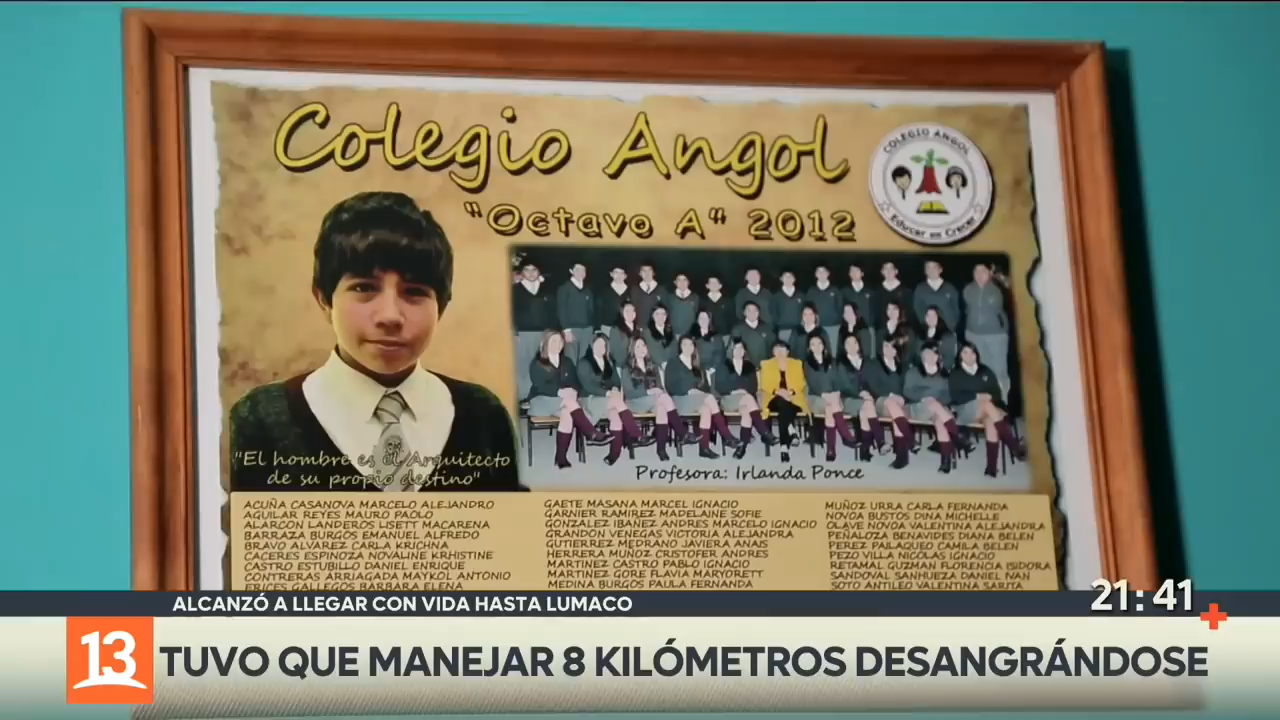 Colegio Angol
COLEGIO ANGOL
Educar es Crecer
"Octavo A" 2012
"El hombre es el Arquitecto
de su propio destino"
Profesora: Irlanda Ponce
ACUÑA CASANOVA MARCELO ALEJANDRO
AGUILAR REYES MAURO PAOLO
ALARCON LANDEROS LISETT MACARENA
BARRAZA BURGOS EMANUEL ALFREDO
BRAVO ALVAREZ CARLA KRICHNA
CACERES ESPINOZA NOVALINE KRHISTINE
CASTRO ESTUBILLO DANIEL ENRIQUE
CONTRERAS ARRIAGADA MAYKOL ANTONIO
ERICES GALLEGOS BARBARA ELENA
GAETE MASANA MARCEL IGNACIO
GARNIER RAMIREZ MADELAINE SOFIE
GONZALEZ IBAÑEZ ANDRES MARCELO IGNACIO
GRANDON VENEGAS VICTORIA ALEJANDRA
GUTIERREZ MEDRANO JAVIERA ANAIS
HERRERA MUÑOZ CRISTOFER ANDRES
MARTINEZ CASTRO PABLO IGNACIO
MARTINEZ GORE FLAVIA MARYORETT
MEDINA BURGOS PAULA FERNANDA
MUÑOZ URRA CARLA FERNANDA
NOVOA BUSTOS DINA MICHELLE
OLAVE NOVOA VALENTINA ALEJANDRA
PEÑALOZA BENAVIDES DIANA BELEN
PEREZ PAILAQUEO CAMILA BELEN
PEZO VILLA NICOLAS IGNACIO
RETAMAL GUZMAN FLORENCIA ISIDORA
SANDOVAL SANHUEZA DANIEL IVAN
SOTO ANTILEO VALENTINA SARITA
ALCANZÓ A LLEGAR CON VIDA HASTA LUMACO
21:41
13
TUVO QUE MANEJAR 8 KILÓMETROS DESANGRÁNDOSE